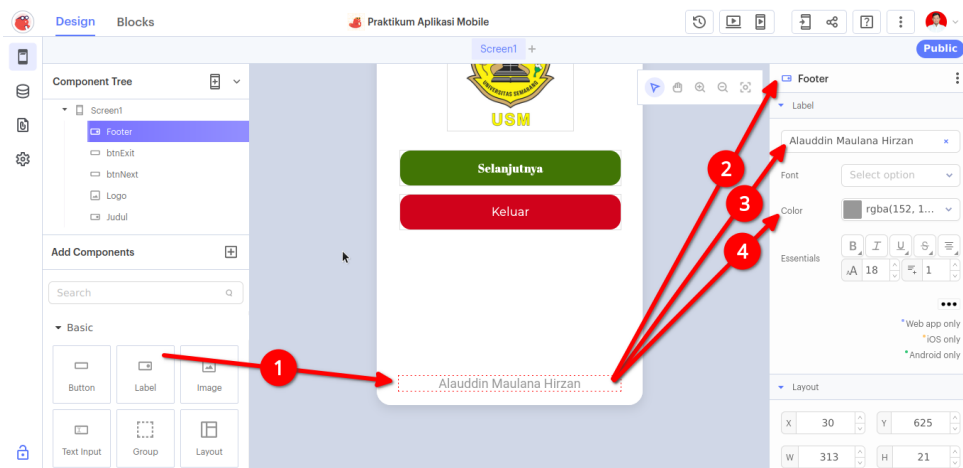 Design Blocks Praktikum Aplikasi Mobile
Screen1 +
Public
Component Tree
Screen1
Footer
btnExit
btnNext
Logo
Judul
Add Components
Search
Basic
Button Label Image
Text Input Group Layout
UNIVERSITAS SEMARANG
USM
Selanjutnya
Keluar
Alauddin Maulana Hirzan
1
2
3
4
Footer
Label
Alauddin Maulana Hirzan ×
Font Select option
Color rgba(152, 1...
Essentials B I U S
AA 18 1
*Web app only
*iOS only
*Android only
Layout
X 30 Y 625
W 313 H 21